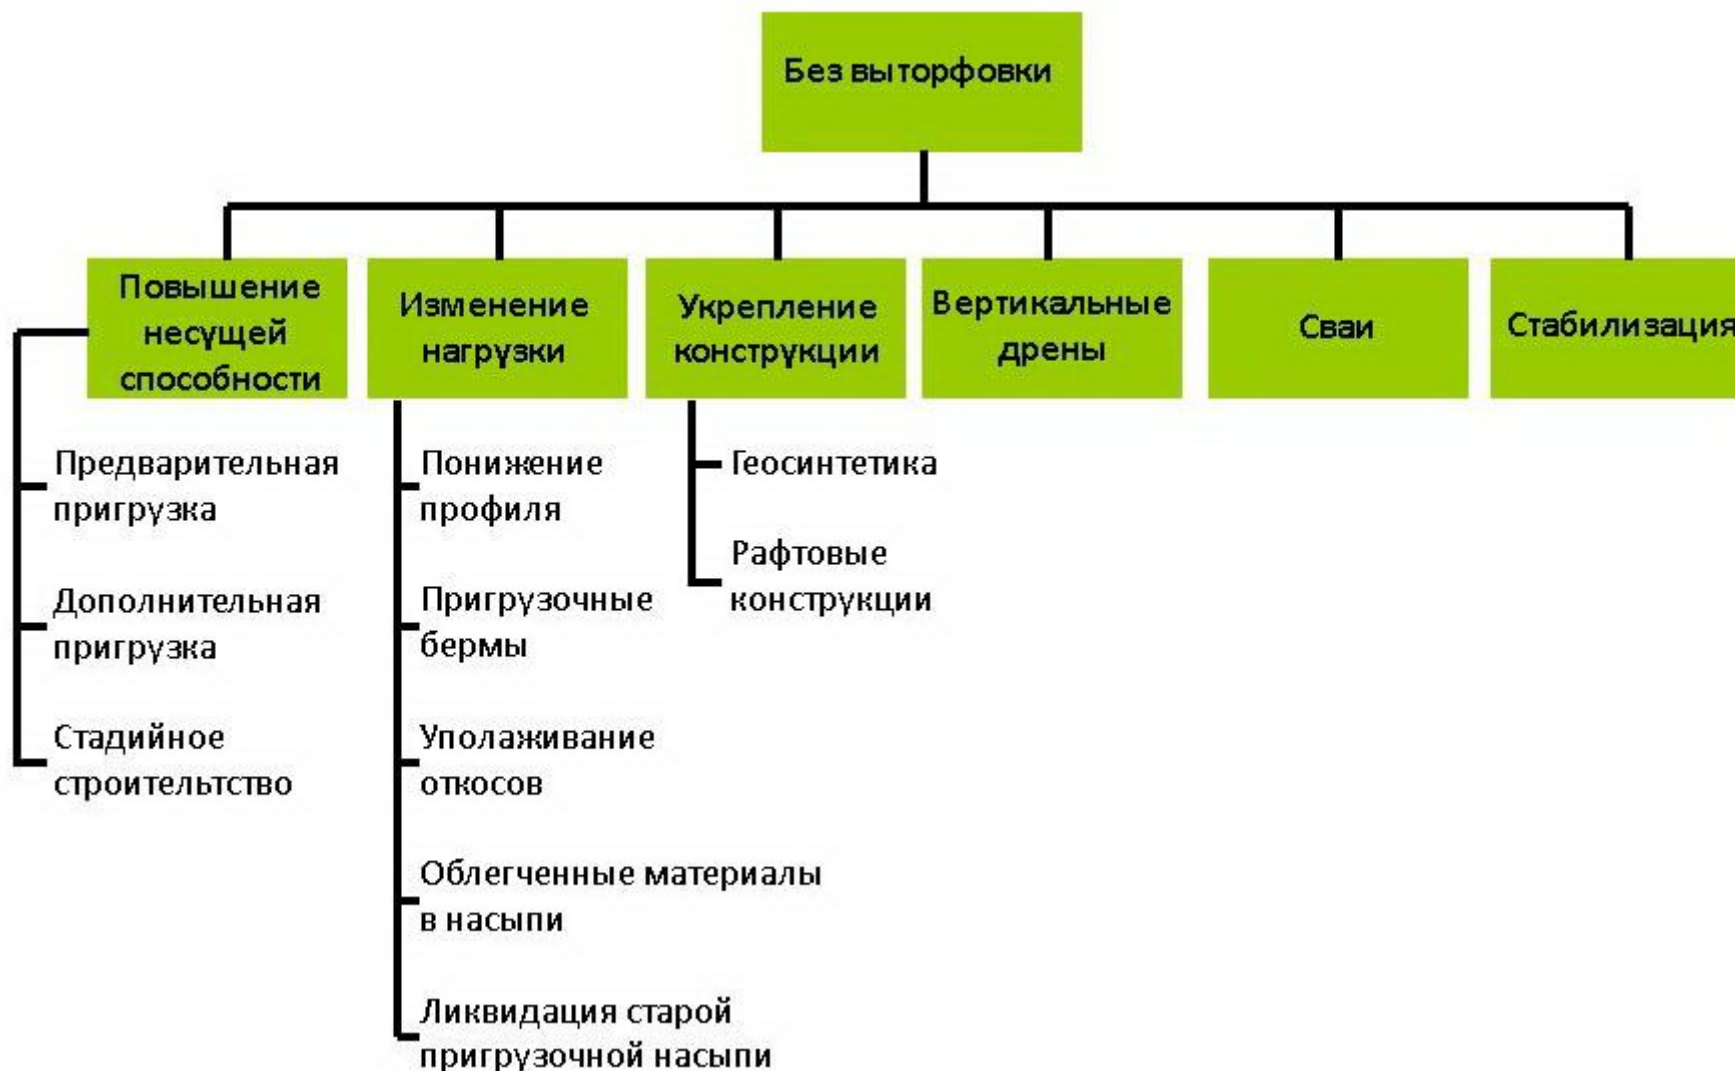 Без выторфовки
Повышение
несущей
способности
Изменение
нагрузки
Укрепление
конструкции
Вертикальные
дрены
Сваи
Стабилизация
Предварительная
пригрузка
Дополнительная
пригрузка
Стадийное
строительтство
Понижение
профиля
Пригрузочные
бермы
Уполаживание
откосов
Облегченные материалы
в насыпи
Ликвидация старой
пригрузочной насыпи
Геосинтетика
Рафтовые
конструкции